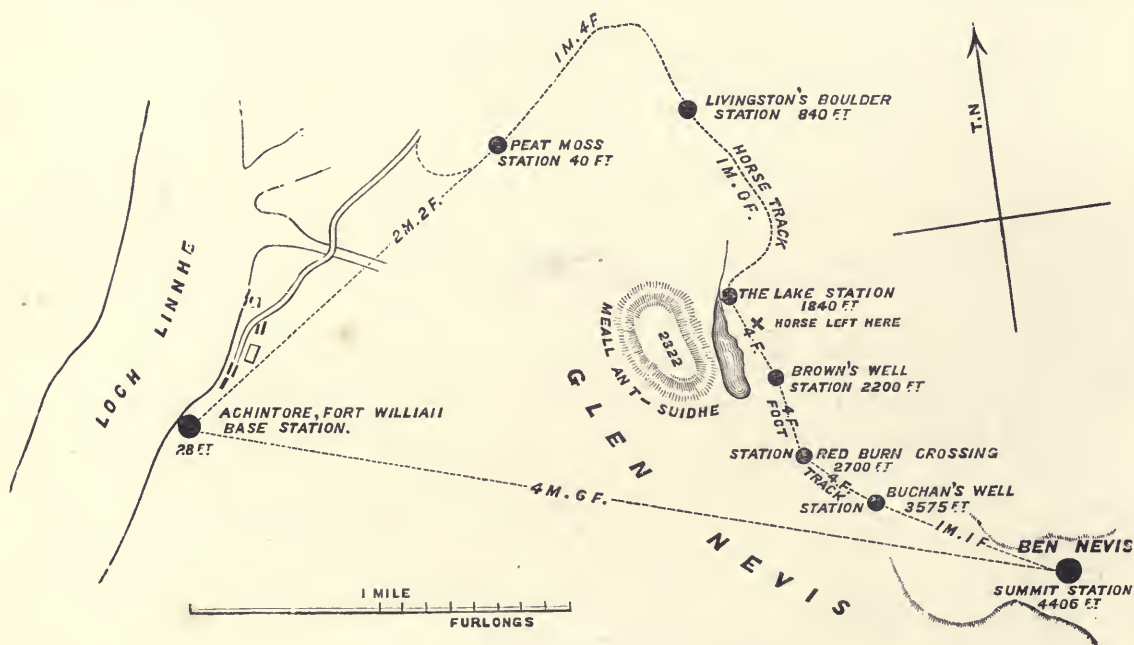 1 M. 4 F
LIVINGSTON'S BOULDER
STATION 840 FT
T.N
PEAT MOSS
STATION 40 FT
HORSE TRACK
1 M. 0 F.
2 M. 2 F.
LOCH LINNHE
THE LAKE STATION
1840 FT
X HORSE LEFT HERE
4 F.
MEALL ANT-SUIDHE
2322
BROWN'S WELL
STATION 2200 FT
GLEN NEVIS
ACHINTORE, FORT WILLIAM
BASE STATION.
28 FT
4 F.
FOOT TRACK
STATION RED BURN CROSSING
2700 FT
4 F.
BUCHAN'S WELL
STATION 3575 FT
4 M. 6 F.
1 M. 1 F
BEN NEVIS
SUMMIT STATION
4406 FT
1 MILE
FURLONGS